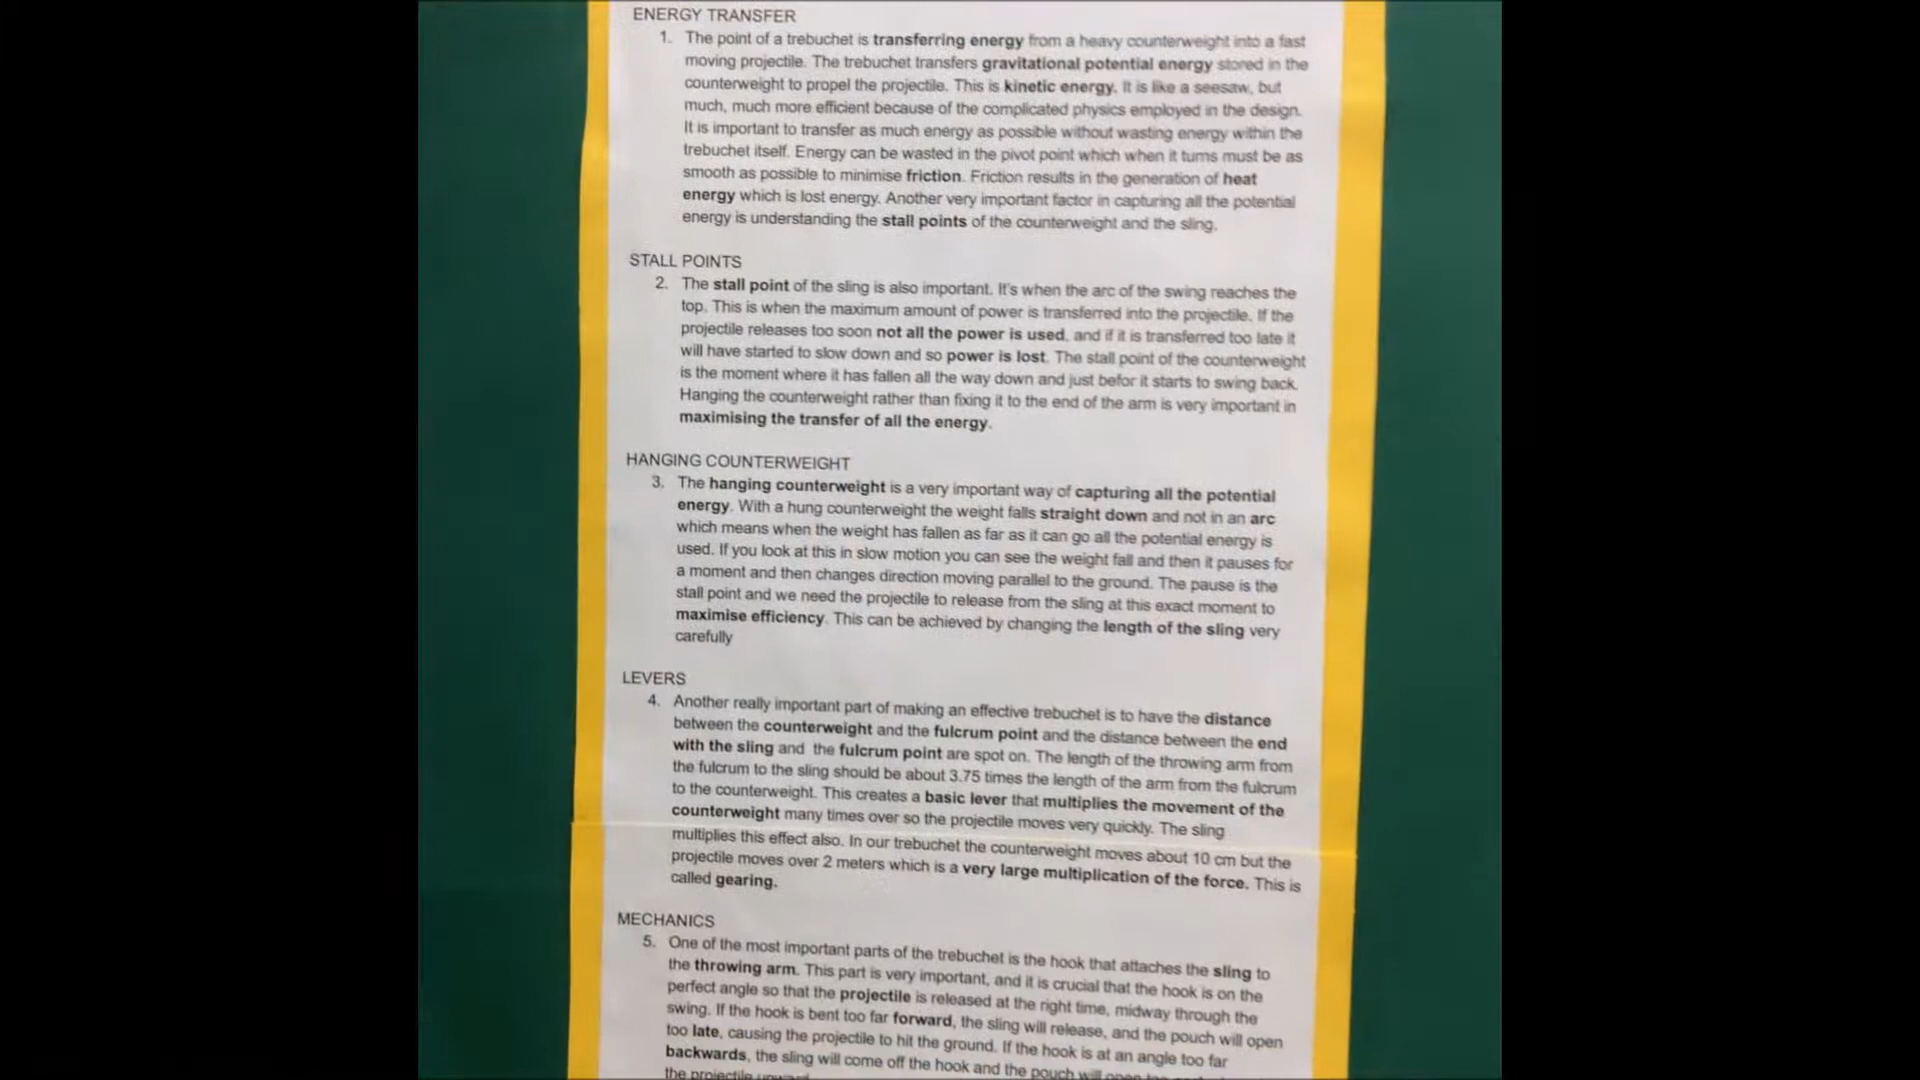 ENERGY TRANSFER
1. The point of a trebuchet is transferring energy from a heavy counterweight into a fast
moving projectile. The trebuchet transfers gravitational potential energy stored in the
counterweight to propel the projectile. This is kinetic energy. It is like a seesaw, but
much, much more efficient because of the complicated physics employed in the design.
It is important to transfer as much energy as possible without wasting energy within the
trebuchet itself. Energy can be wasted in the pivot point which when it turns must be as
smooth as possible to minimise friction. Friction results in the generation of heat
energy which is lost energy. Another very important factor in capturing all the potential
energy is understanding the stall points of the counterweight and the sling.
STALL POINTS
2. The stall point of the sling is also important. It's when the arc of the swing reaches the
top. This is when the maximum amount of power is transferred into the projectile. If the
projectile releases too soon not all the power is used, and if it is transferred too late it
will have started to slow down and so power is lost. The stall point of the counterweight
is the moment where it has fallen all the way down and just befor it starts to swing back.
Hanging the counterweight rather than fixing it to the end of the arm is very important in
maximising the transfer of all the energy.
HANGING COUNTERWEIGHT
3. The hanging counterweight is a very important way of capturing all the potential
energy. With a hung counterweight the weight falls straight down and not in an arc
which means when the weight has fallen as far as it can go all the potential energy is
used. If you look at this in slow motion you can see the weight fall and then it pauses for
a moment and then changes direction moving parallel to the ground. The pause is the
stall point and we need the projectile to release from the sling at this exact moment to
maximise efficiency. This can be achieved by changing the length of the sling very
carefully
LEVERS
4. Another really important part of making an effective trebuchet is to have the distance
between the counterweight and the fulcrum point and the distance between the end
with the sling and the fulcrum point are spot on. The length of the throwing arm from
the fulcrum to the sling should be about 3.75 times the length of the arm from the fulcrum
to the counterweight. This creates a basic lever that multiplies the movement of the
counterweight many times over so the projectile moves very quickly. The sling
multiplies this effect also. In our trebuchet the counterweight moves about 10 cm but the
projectile moves over 2 meters which is a very large multiplication of the force. This is
called gearing.
MECHANICS
5. One of the most important parts of the trebuchet is the hook that attaches the sling to
the throwing arm. This part is very important, and it is crucial that the hook is on the
perfect angle so that the projectile is released at the right time, midway through the
swing. If the hook is bent too far forward, the sling will release, and the pouch will open
too late, causing the projectile to hit the ground. If the hook is at an angle too far
backwards, the sling will come off the hook and the pouch will open
the projectile